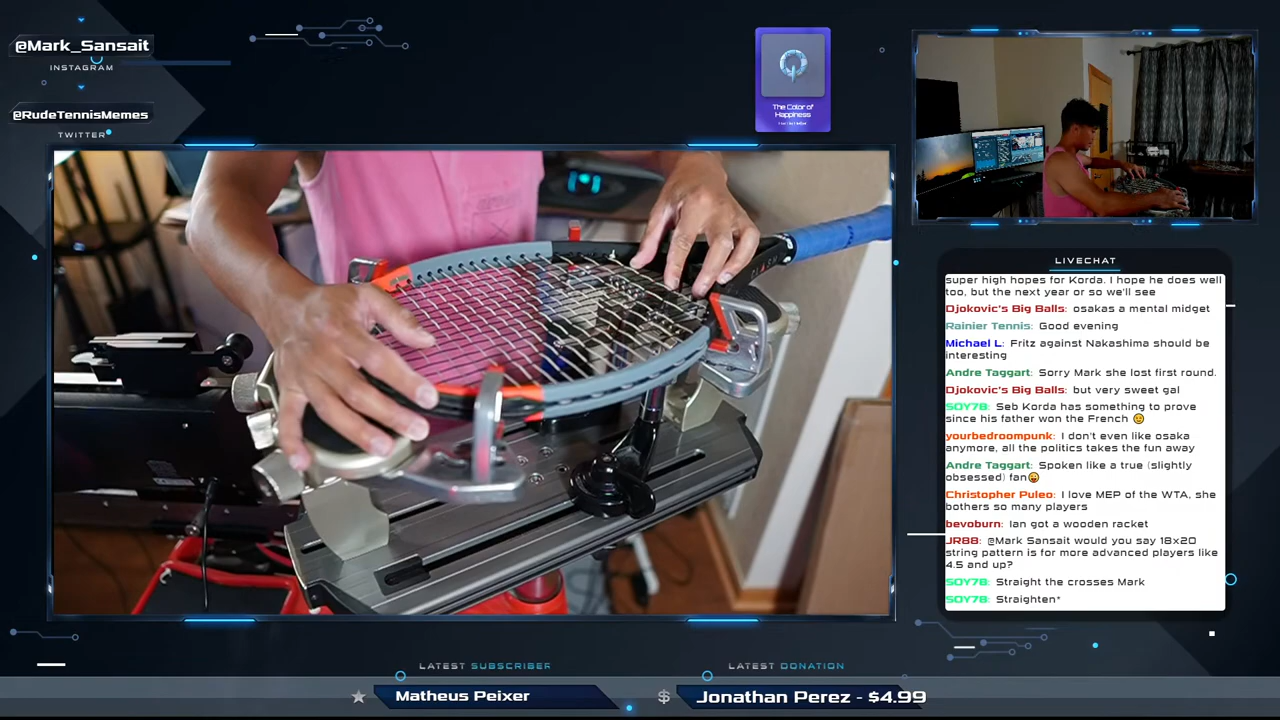 @Mark_Sansait
INSTAGRAM
@RudeTennisMemes
TWITTER
The Color of
Happiness
CLASH
LIVECHAT
super high hopes for Korda. I hope he does well
too, but the next year or so we'll see
Djokovic's Big Balls: osakas a mental midget
Rainier Tennis: Good evening
Michael L: Fritz against Nakashima should be
interesting
Andre Taggart: Sorry Mark she lost first round.
Djokovic's Big Balls: but very sweet gal
SOY78: Seb Korda has something to prove
since his father won the French 🙂
yourbedroompunk: I don't even like osaka
anymore, all the politics takes the fun away
Andre Taggart: Spoken like a true (slightly
obsessed) fan😛
Christopher Puleo: I love MEP of the WTA, she
bothers so many players
bevoburn: Ian got a wooden racket
JR88: @Mark Sansait would you say 18x20
string pattern is for more advanced players like
4.5 and up?
SOY78: Straight the crosses Mark
SOY78: Straighten*
LATEST SUBSCRIBER
LATEST DONATION
Matheus Peixer
$ Jonathan Perez - $4.99